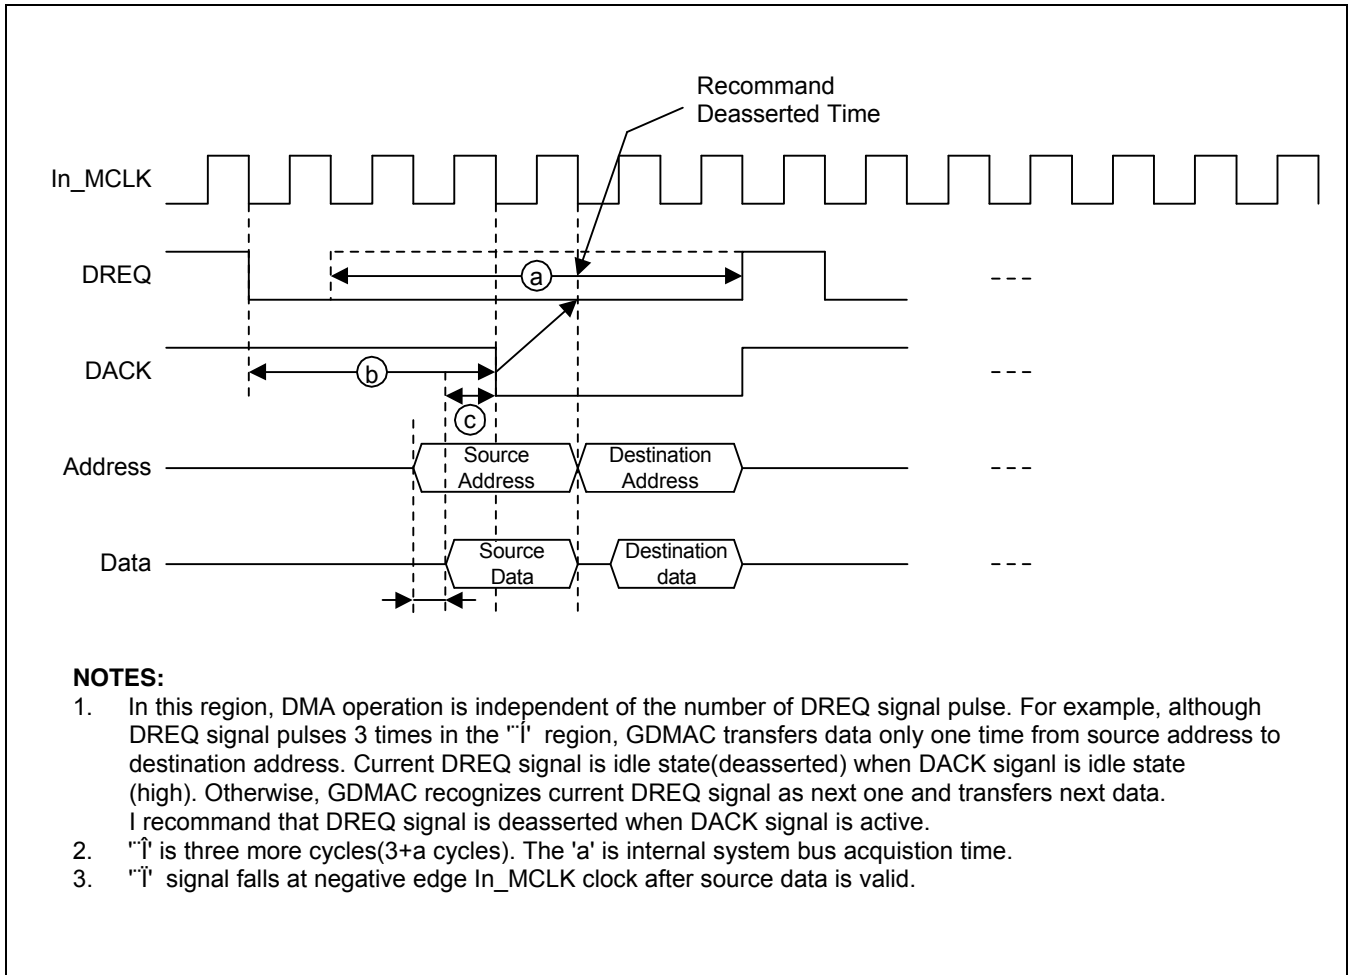 Recommand
Deasserted Time
In_MCLK
DREQ
a
DACK
b
c
Address
Source
Address
Destination
Address
Data
Source
Data
Destination
data
NOTES:
1. In this region, DMA operation is independent of the number of DREQ signal pulse. For example, although
DREQ signal pulses 3 times in the '¨Í' region, GDMAC transfers data only one time from source address to
destination address. Current DREQ signal is idle state(deasserted) when DACK siganl is idle state
(high). Otherwise, GDMAC recognizes current DREQ signal as next one and transfers next data.
I recommand that DREQ signal is deasserted when DACK signal is active.
2. '¨Î' is three more cycles(3+a cycles). The 'a' is internal system bus acquistion time.
3. '¨Ï' signal falls at negative edge In_MCLK clock after source data is valid.